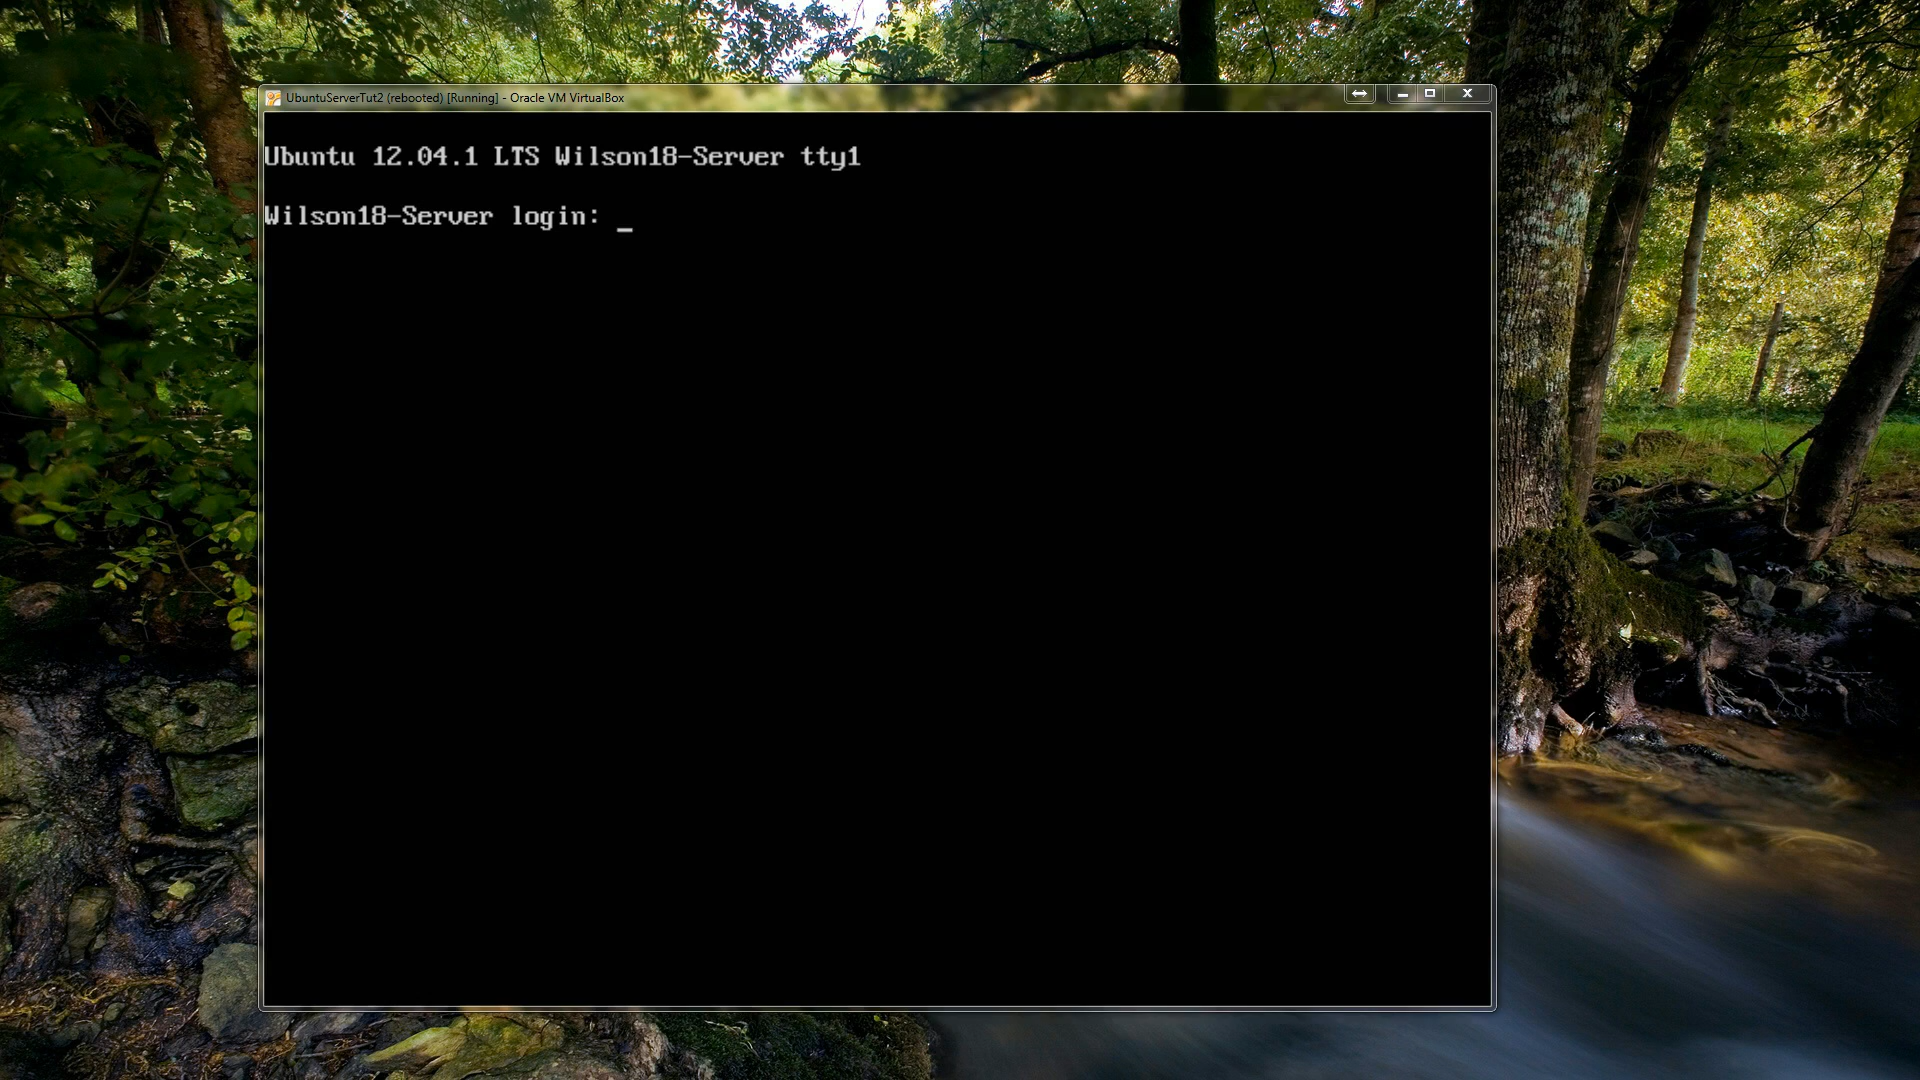 UbuntuServerTut2 (rebooted) [Running] - Oracle VM VirtualBox
Ubuntu 12.04.1 LTS Wilson18-Server tty1
Wilson18-Server login: _